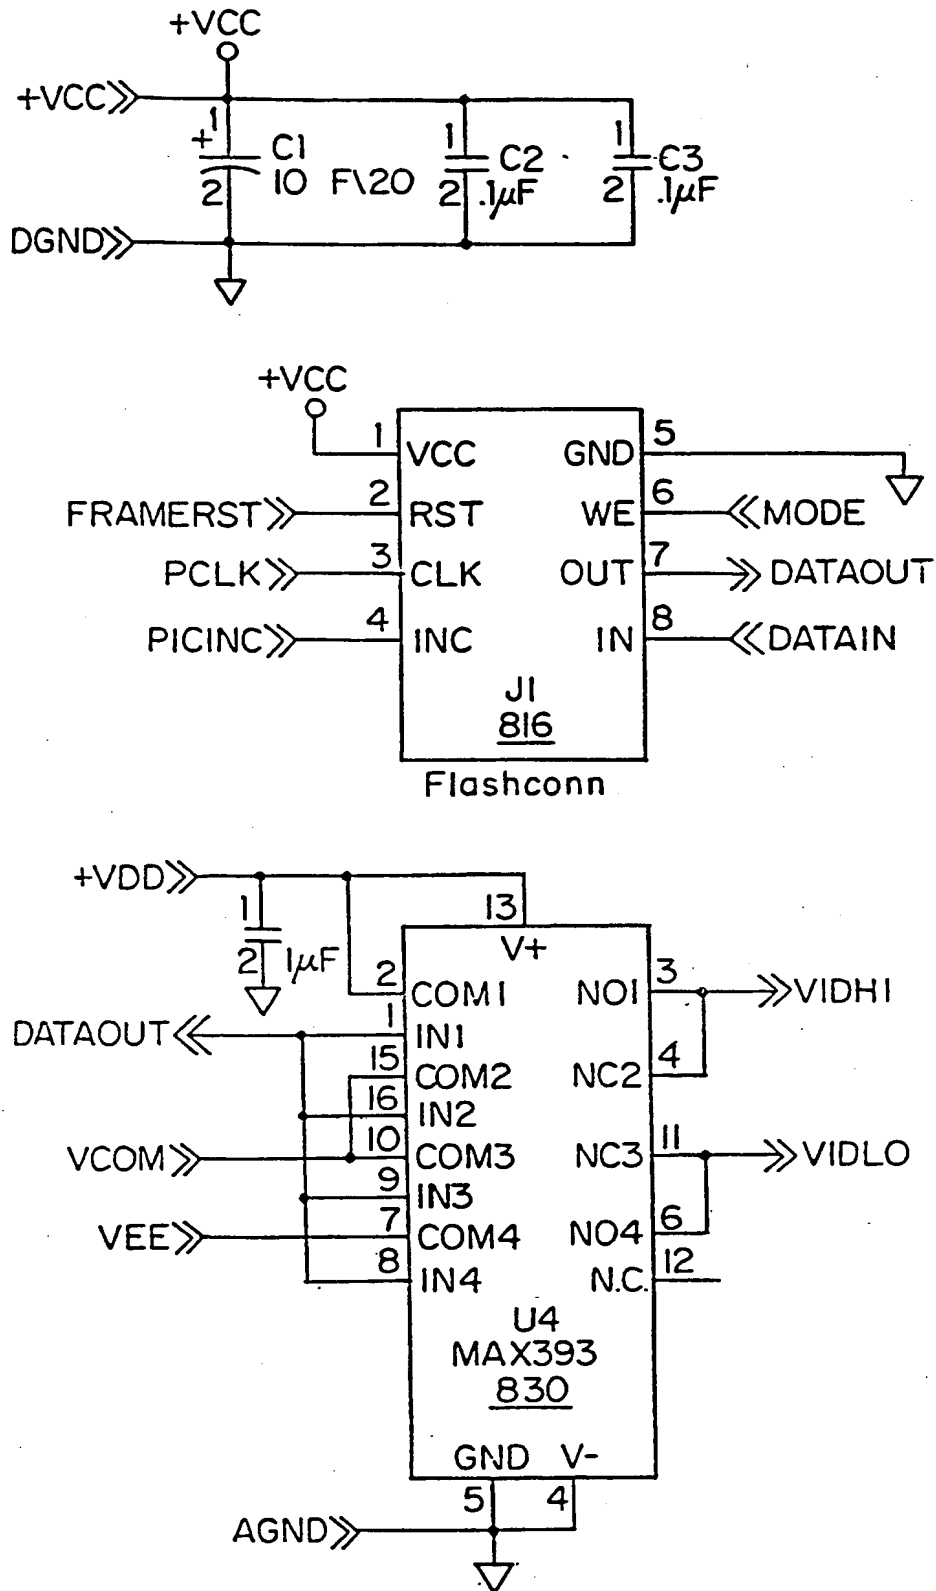 +VCC
+VCC
1
+
C1
10 F\20
2
1
C2
2
.1µF
1
C3
2
.1µF
DGND
+VCC
1
VCC
GND
5
FRAMERST
2
RST
WE
6
MODE
PCLK
3
CLK
OUT
7
DATAOUT
PICINC
4
INC
IN
8
DATAIN
J1
816
Flashconn
+VDD
1
2
1µF
13
V+
2
COM1
NO1
3
VIDHI
DATAOUT
1
IN1
15
COM2
NC2
4
16
IN2
VCOM
10
COM3
NC3
11
VIDLO
9
IN3
VEE
7
COM4
NO4
6
8
IN4
N.C.
12
U4
MAX393
830
GND V-
5
4
AGND